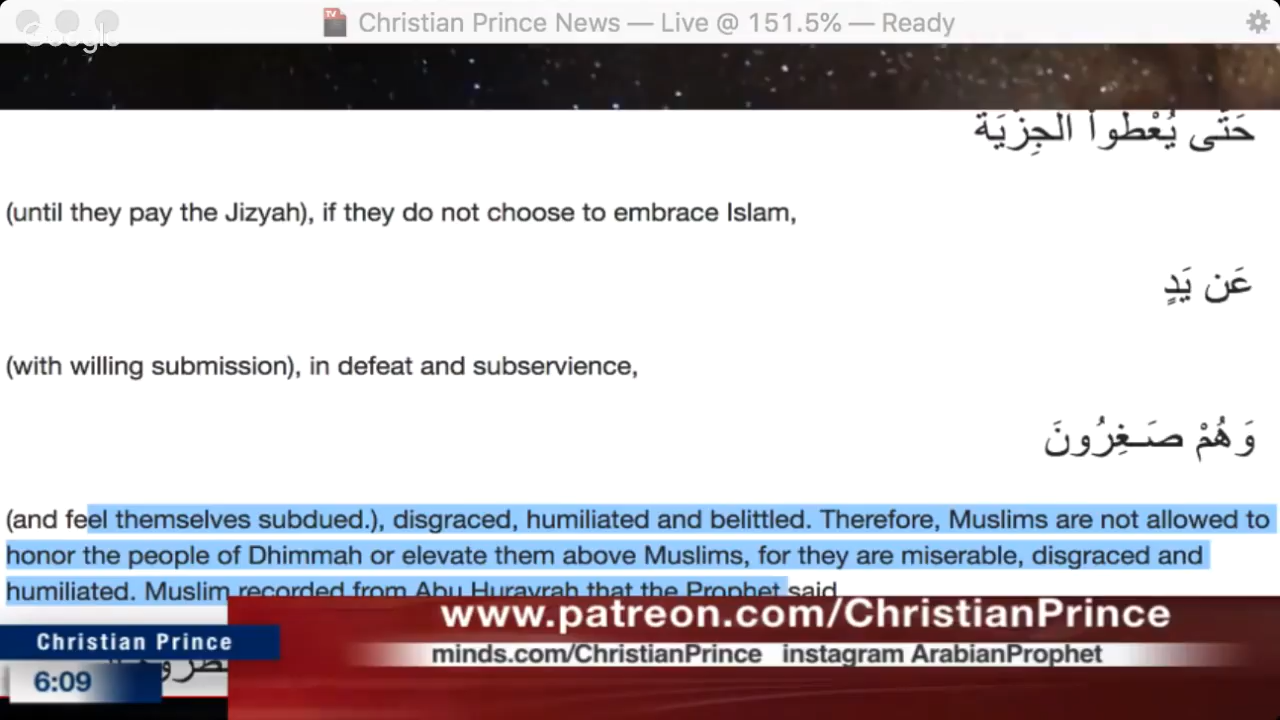 Christian Prince News — Live @ 151.5% — Ready
Google
حَتَّى يُعْطُواْ الْجِزْيَةَ
(until they pay the Jizyah), if they do not choose to embrace Islam,
عَن يَدٍ
(with willing submission), in defeat and subservience,
وَهُمْ صَـغِرُونَ
(and feel themselves subdued.), disgraced, humiliated and belittled. Therefore, Muslims are not allowed to
honor the people of Dhimmah or elevate them above Muslims, for they are miserable, disgraced and
humiliated. Muslim recorded from Abu Hurayrah that the Prophet said
www.patreon.com/ChristianPrince
Christian Prince
minds.com/ChristianPrince instagram ArabianProphet
6:09